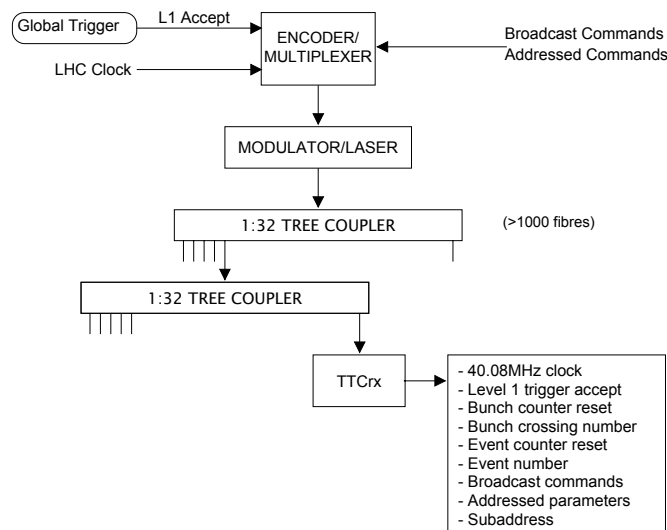 Global Trigger
L1 Accept
LHC Clock
ENCODER/
MULTIPLEXER
Broadcast Commands
Addressed Commands
MODULATOR/LASER
1:32 TREE COUPLER
(>1000 fibres)
1:32 TREE COUPLER
TTCrx
- 40.08MHz clock
- Level 1 trigger accept
- Bunch counter reset
- Bunch crossing number
- Event counter reset
- Event number
- Broadcast commands
- Addressed parameters
- Subaddress